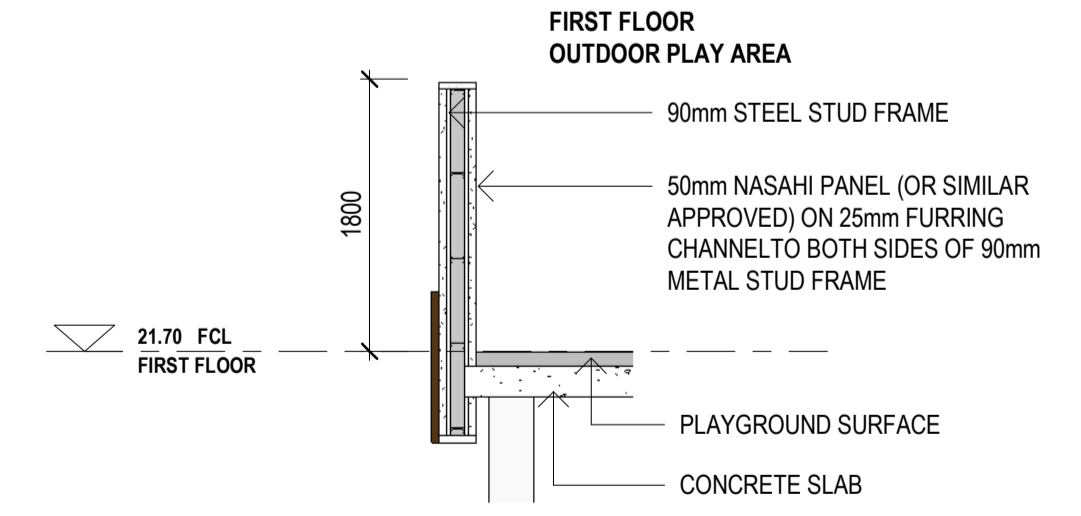 FIRST FLOOR
OUTDOOR PLAY AREA
90mm STEEL STUD FRAME
50mm NASAHI PANEL (OR SIMILAR
APPROVED) ON 25mm FURRING
CHANNELTO BOTH SIDES OF 90mm
METAL STUD FRAME
1800
21.70 FCL
FIRST FLOOR
PLAYGROUND SURFACE
CONCRETE SLAB